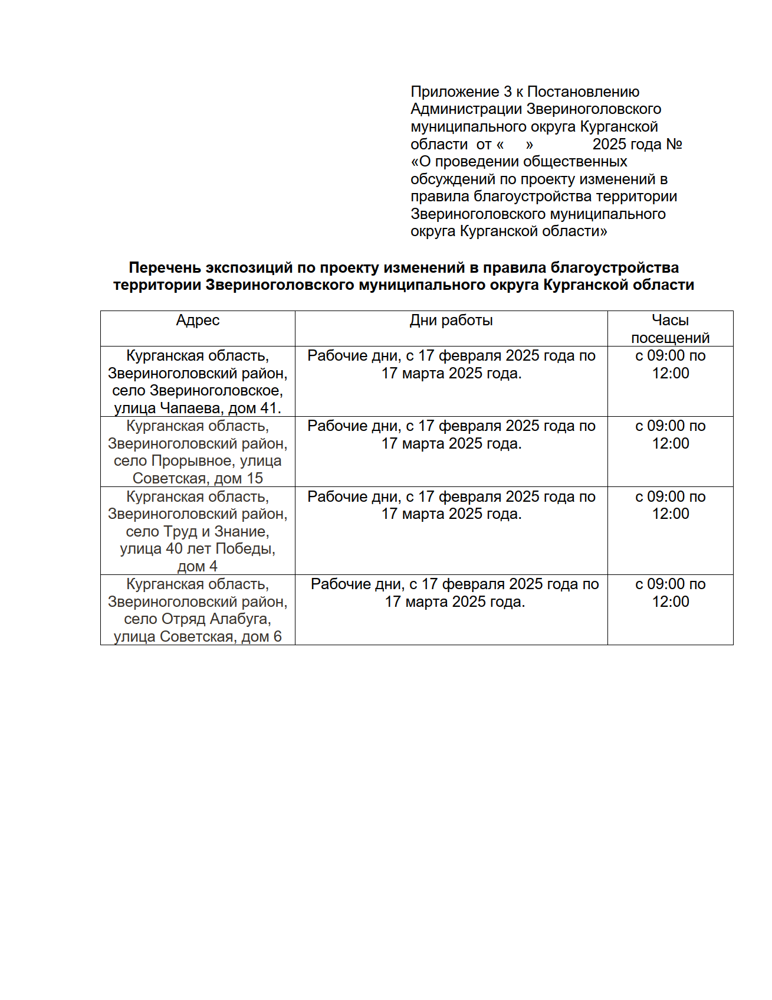 Приложение 3 к Постановлению
Администрации Звериноголовского
муниципального округа Курганской
области от « » 2025 года №
«О проведении общественных
обсуждений по проекту изменений в
правила благоустройства территории
Звериноголовского муниципального
округа Курганской области»
Перечень экспозиций по проекту изменений в правила благоустройства
территории Звериноголовского муниципального округа Курганской области
Адрес
Дни работы
Часы
посещений
Курганская область,
Звериноголовский район,
село Звериноголовское,
улица Чапаева, дом 41.
Рабочие дни, с 17 февраля 2025 года по
17 марта 2025 года.
с 09:00 по
12:00
Курганская область,
Звериноголовский район,
село Прорывное, улица
Советская, дом 15
Рабочие дни, с 17 февраля 2025 года по
17 марта 2025 года.
с 09:00 по
12:00
Курганская область,
Звериноголовский район,
село Труд и Знание,
улица 40 лет Победы,
дом 4
Рабочие дни, с 17 февраля 2025 года по
17 марта 2025 года.
с 09:00 по
12:00
Курганская область,
Звериноголовский район,
село Отряд Алабуга,
улица Советская, дом 6
Рабочие дни, с 17 февраля 2025 года по
17 марта 2025 года.
с 09:00 по
12:00